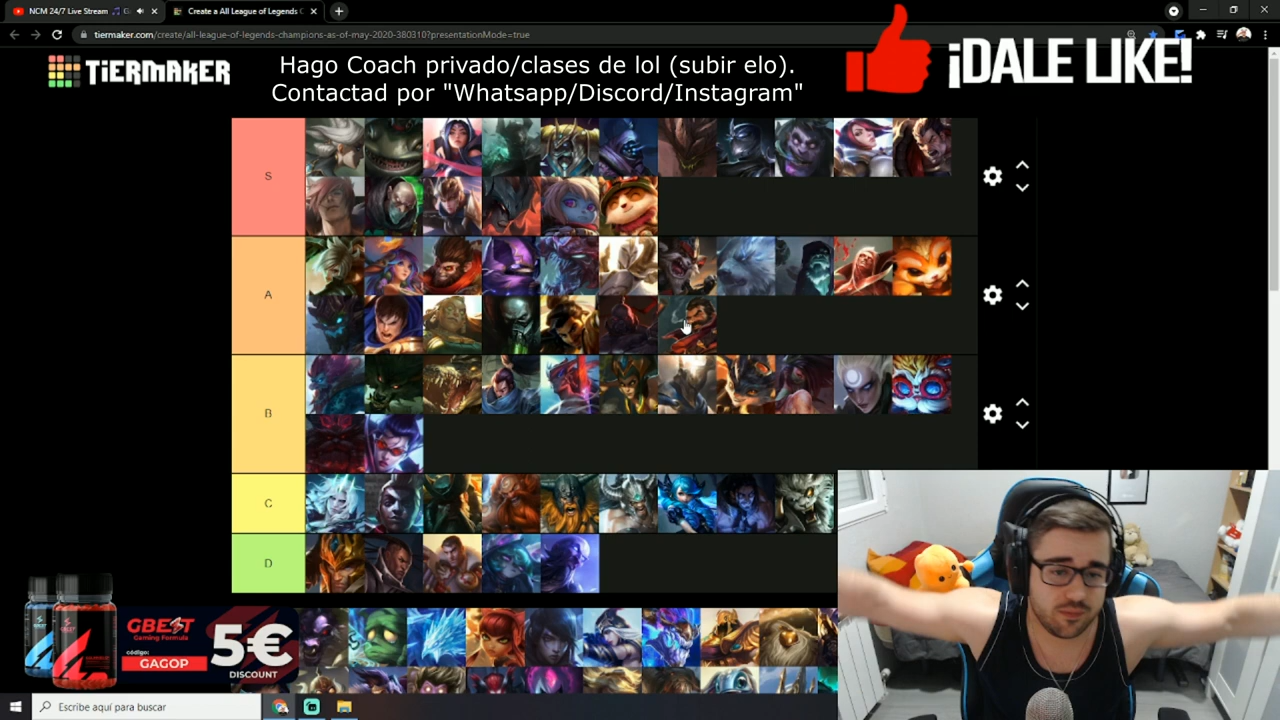 NCM 24/7 Live Stream
Create a All League of Legends C
tiermaker.com/create/all-league-of-legends-champions-as-of-may-2020-380310?presentationMode=true
TiERMAKER
Hago Coach privado/clases de lol (subir elo).
Contactad por "Whatsapp/Discord/Instagram"
¡DALE LIKE!
S
A
B
C
D
GBEST
Gaming Formula
código:
GAGOP
5€
DISCOUNT
Escribe aquí para buscar